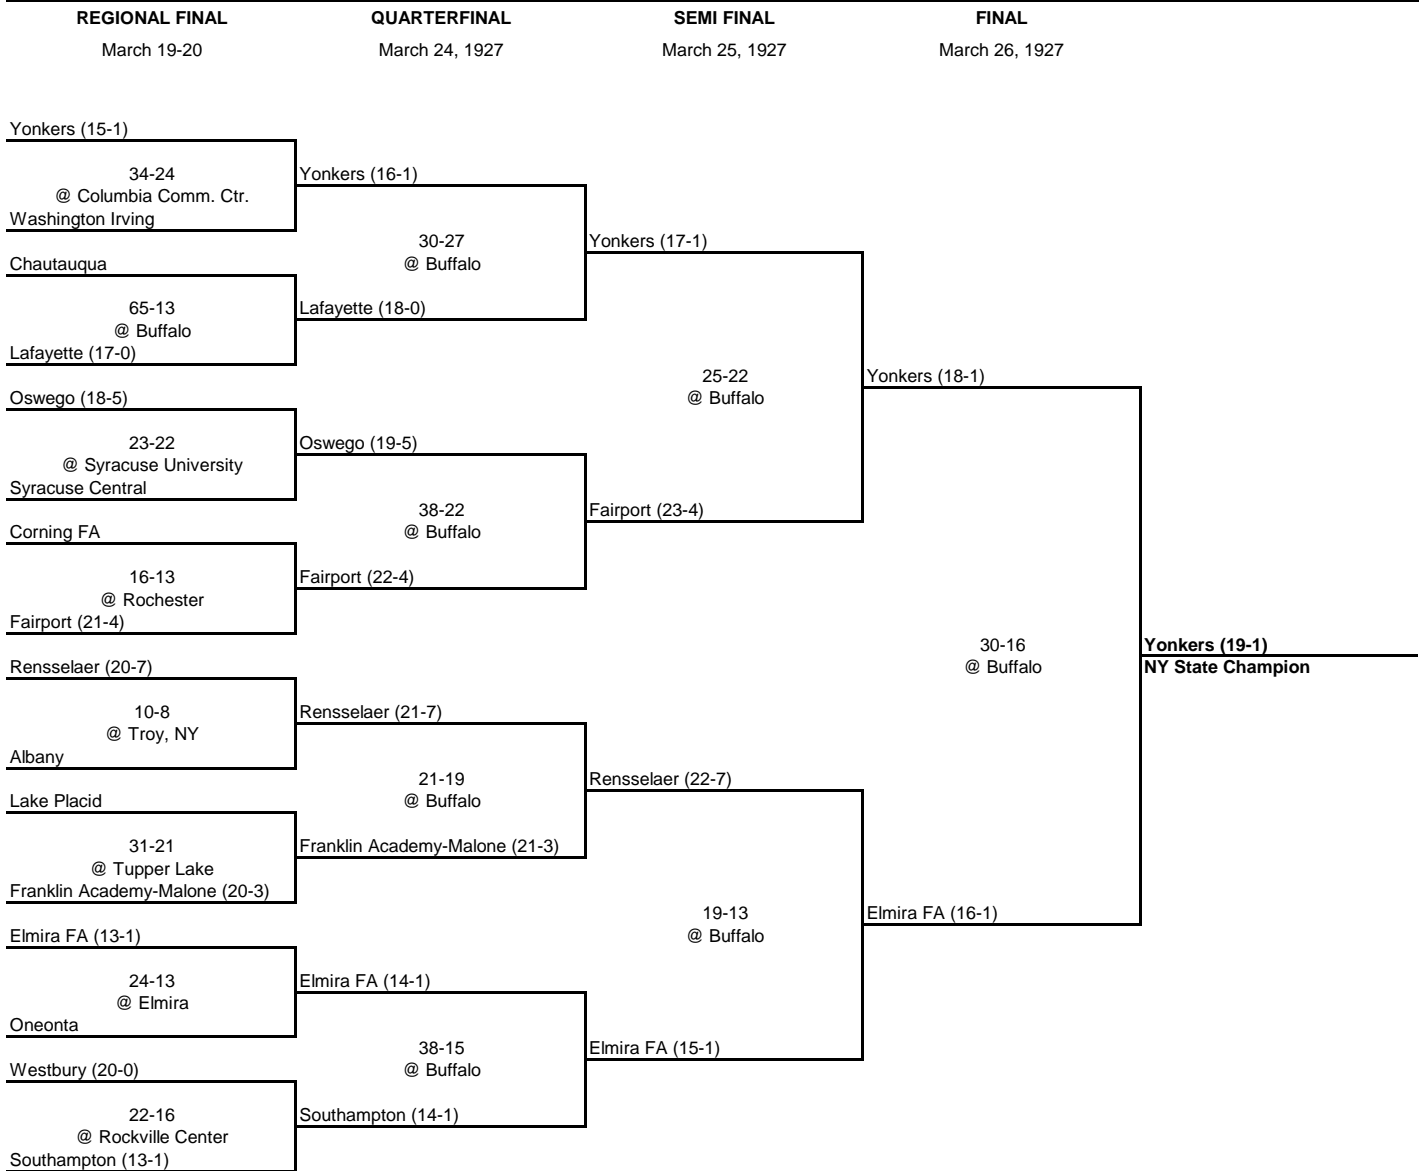 REGIONAL FINAL QUARTERFINAL SEMI FINAL FINAL
March 19-20 March 24, 1927 March 25, 1927 March 26, 1927
Yonkers (15-1)
34-24
@ Columbia Comm. Ctr.
Washington Irving
Chautauqua
65-13
@ Buffalo
Lafayette (17-0)
Oswego (18-5)
23-22
@ Syracuse University
Syracuse Central
Corning FA
16-13
@ Rochester
Fairport (21-4)
Rensselaer (20-7)
10-8
@ Troy, NY
Albany
Lake Placid
31-21
@ Tupper Lake
Franklin Academy-Malone (20-3)
Elmira FA (13-1)
24-13
@ Elmira
Oneonta
Westbury (20-0)
22-16
@ Rockville Center
Southampton (13-1)
Yonkers (16-1)
30-27
@ Buffalo
Lafayette (18-0)
Oswego (19-5)
38-22
@ Buffalo
Fairport (22-4)
Rensselaer (21-7)
21-19
@ Buffalo
Franklin Academy-Malone (21-3)
Elmira FA (14-1)
38-15
@ Buffalo
Southampton (14-1)
Yonkers (17-1)
25-22
@ Buffalo
Fairport (23-4)
Rensselaer (22-7)
19-13
@ Buffalo
Elmira FA (15-1)
Yonkers (18-1)
30-16
@ Buffalo
Elmira FA (16-1)
Yonkers (19-1)
NY State Champion